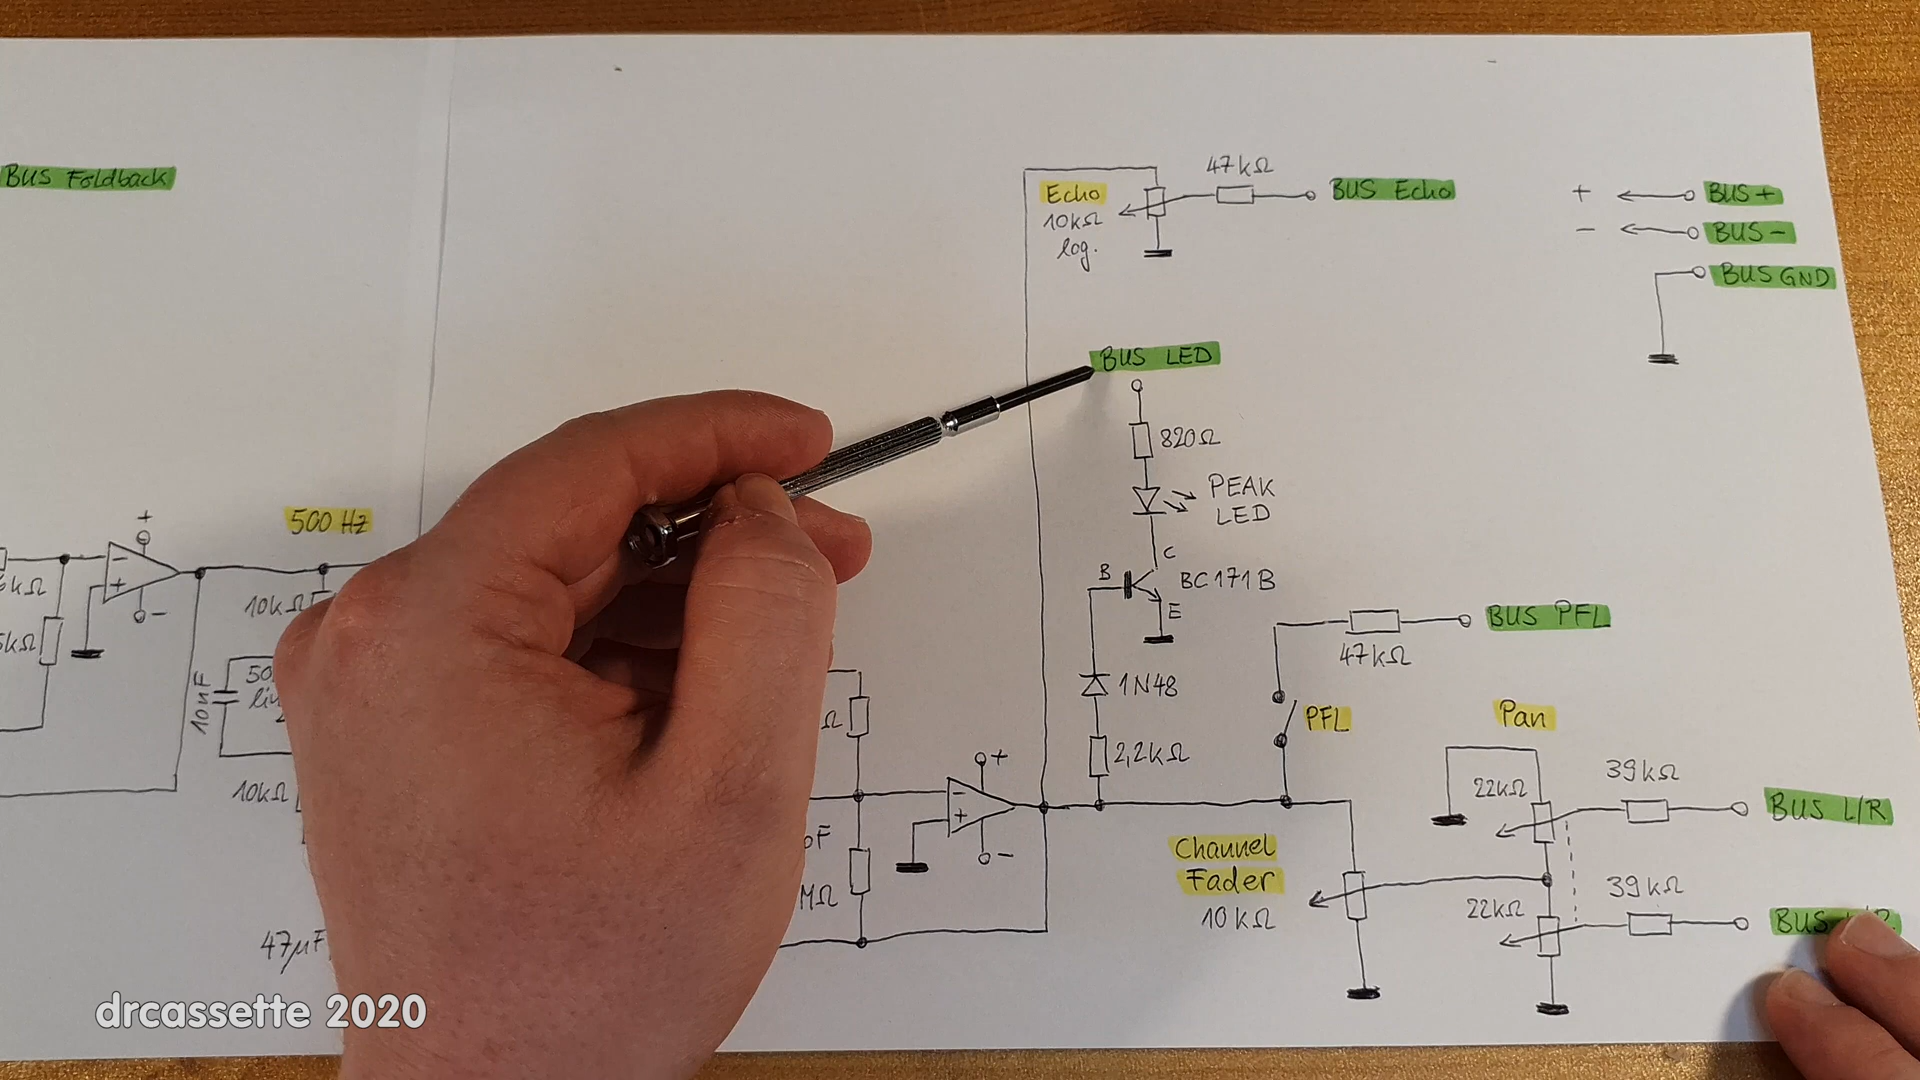 BUS Foldback
Echo
10kΩ
log.
47kΩ
BUS Echo
+
BUS +
−
BUS −
BUS GND
BUS LED
820Ω
PEAK
LED
C
B
BC171B
E
1N48
2,2kΩ
BUS PFL
47kΩ
PFL
Pan
39kΩ
22kΩ
BUS L/R
39kΩ
22kΩ
BUS
Channel
Fader
10kΩ
+
−
+
−
500 Hz
+
−
+
−
10kΩ
10nF
10kΩ
47µF
Ω
MΩ
drcassette 2020